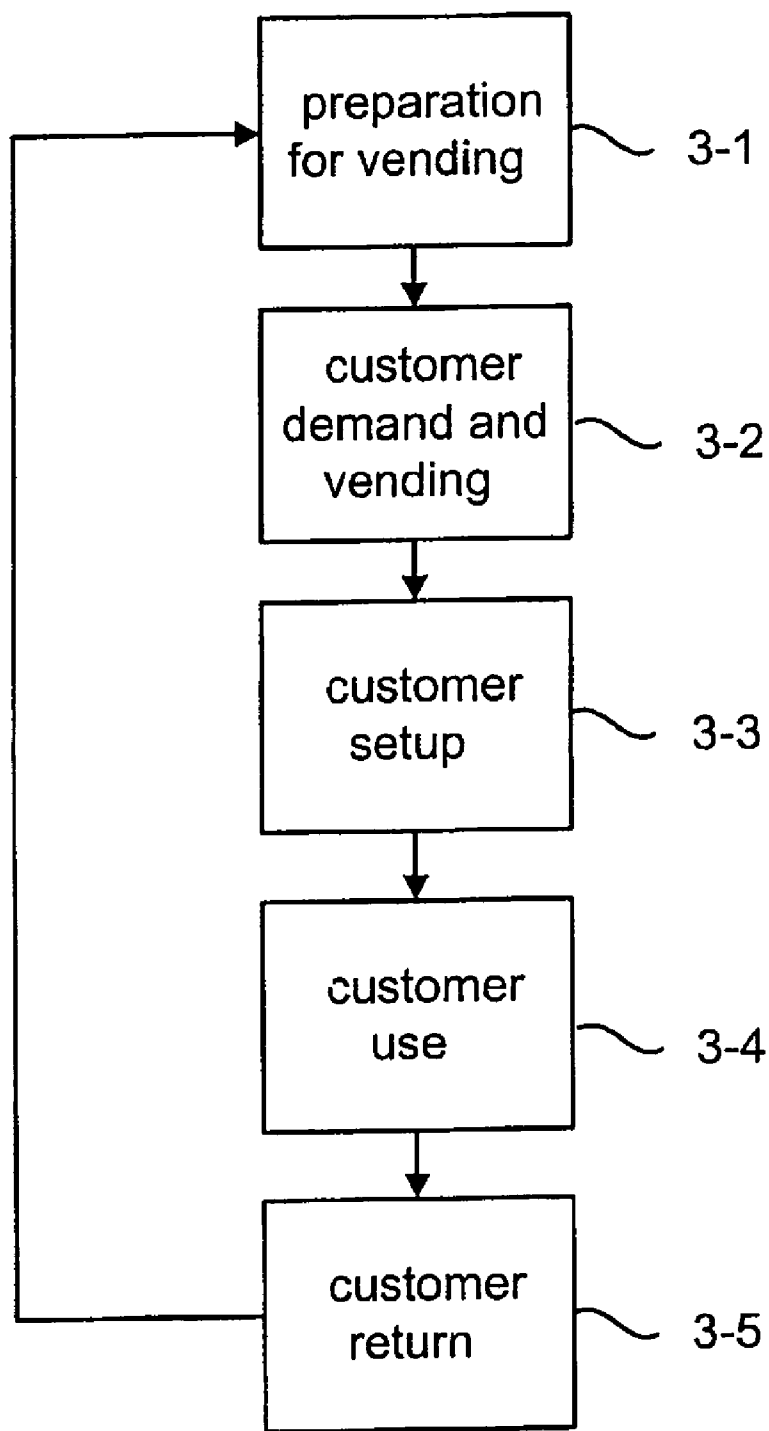 preparation
for vending
3-1
customer
demand and
vending
3-2
customer
setup
3-3
customer
use
3-4
customer
return
3-5